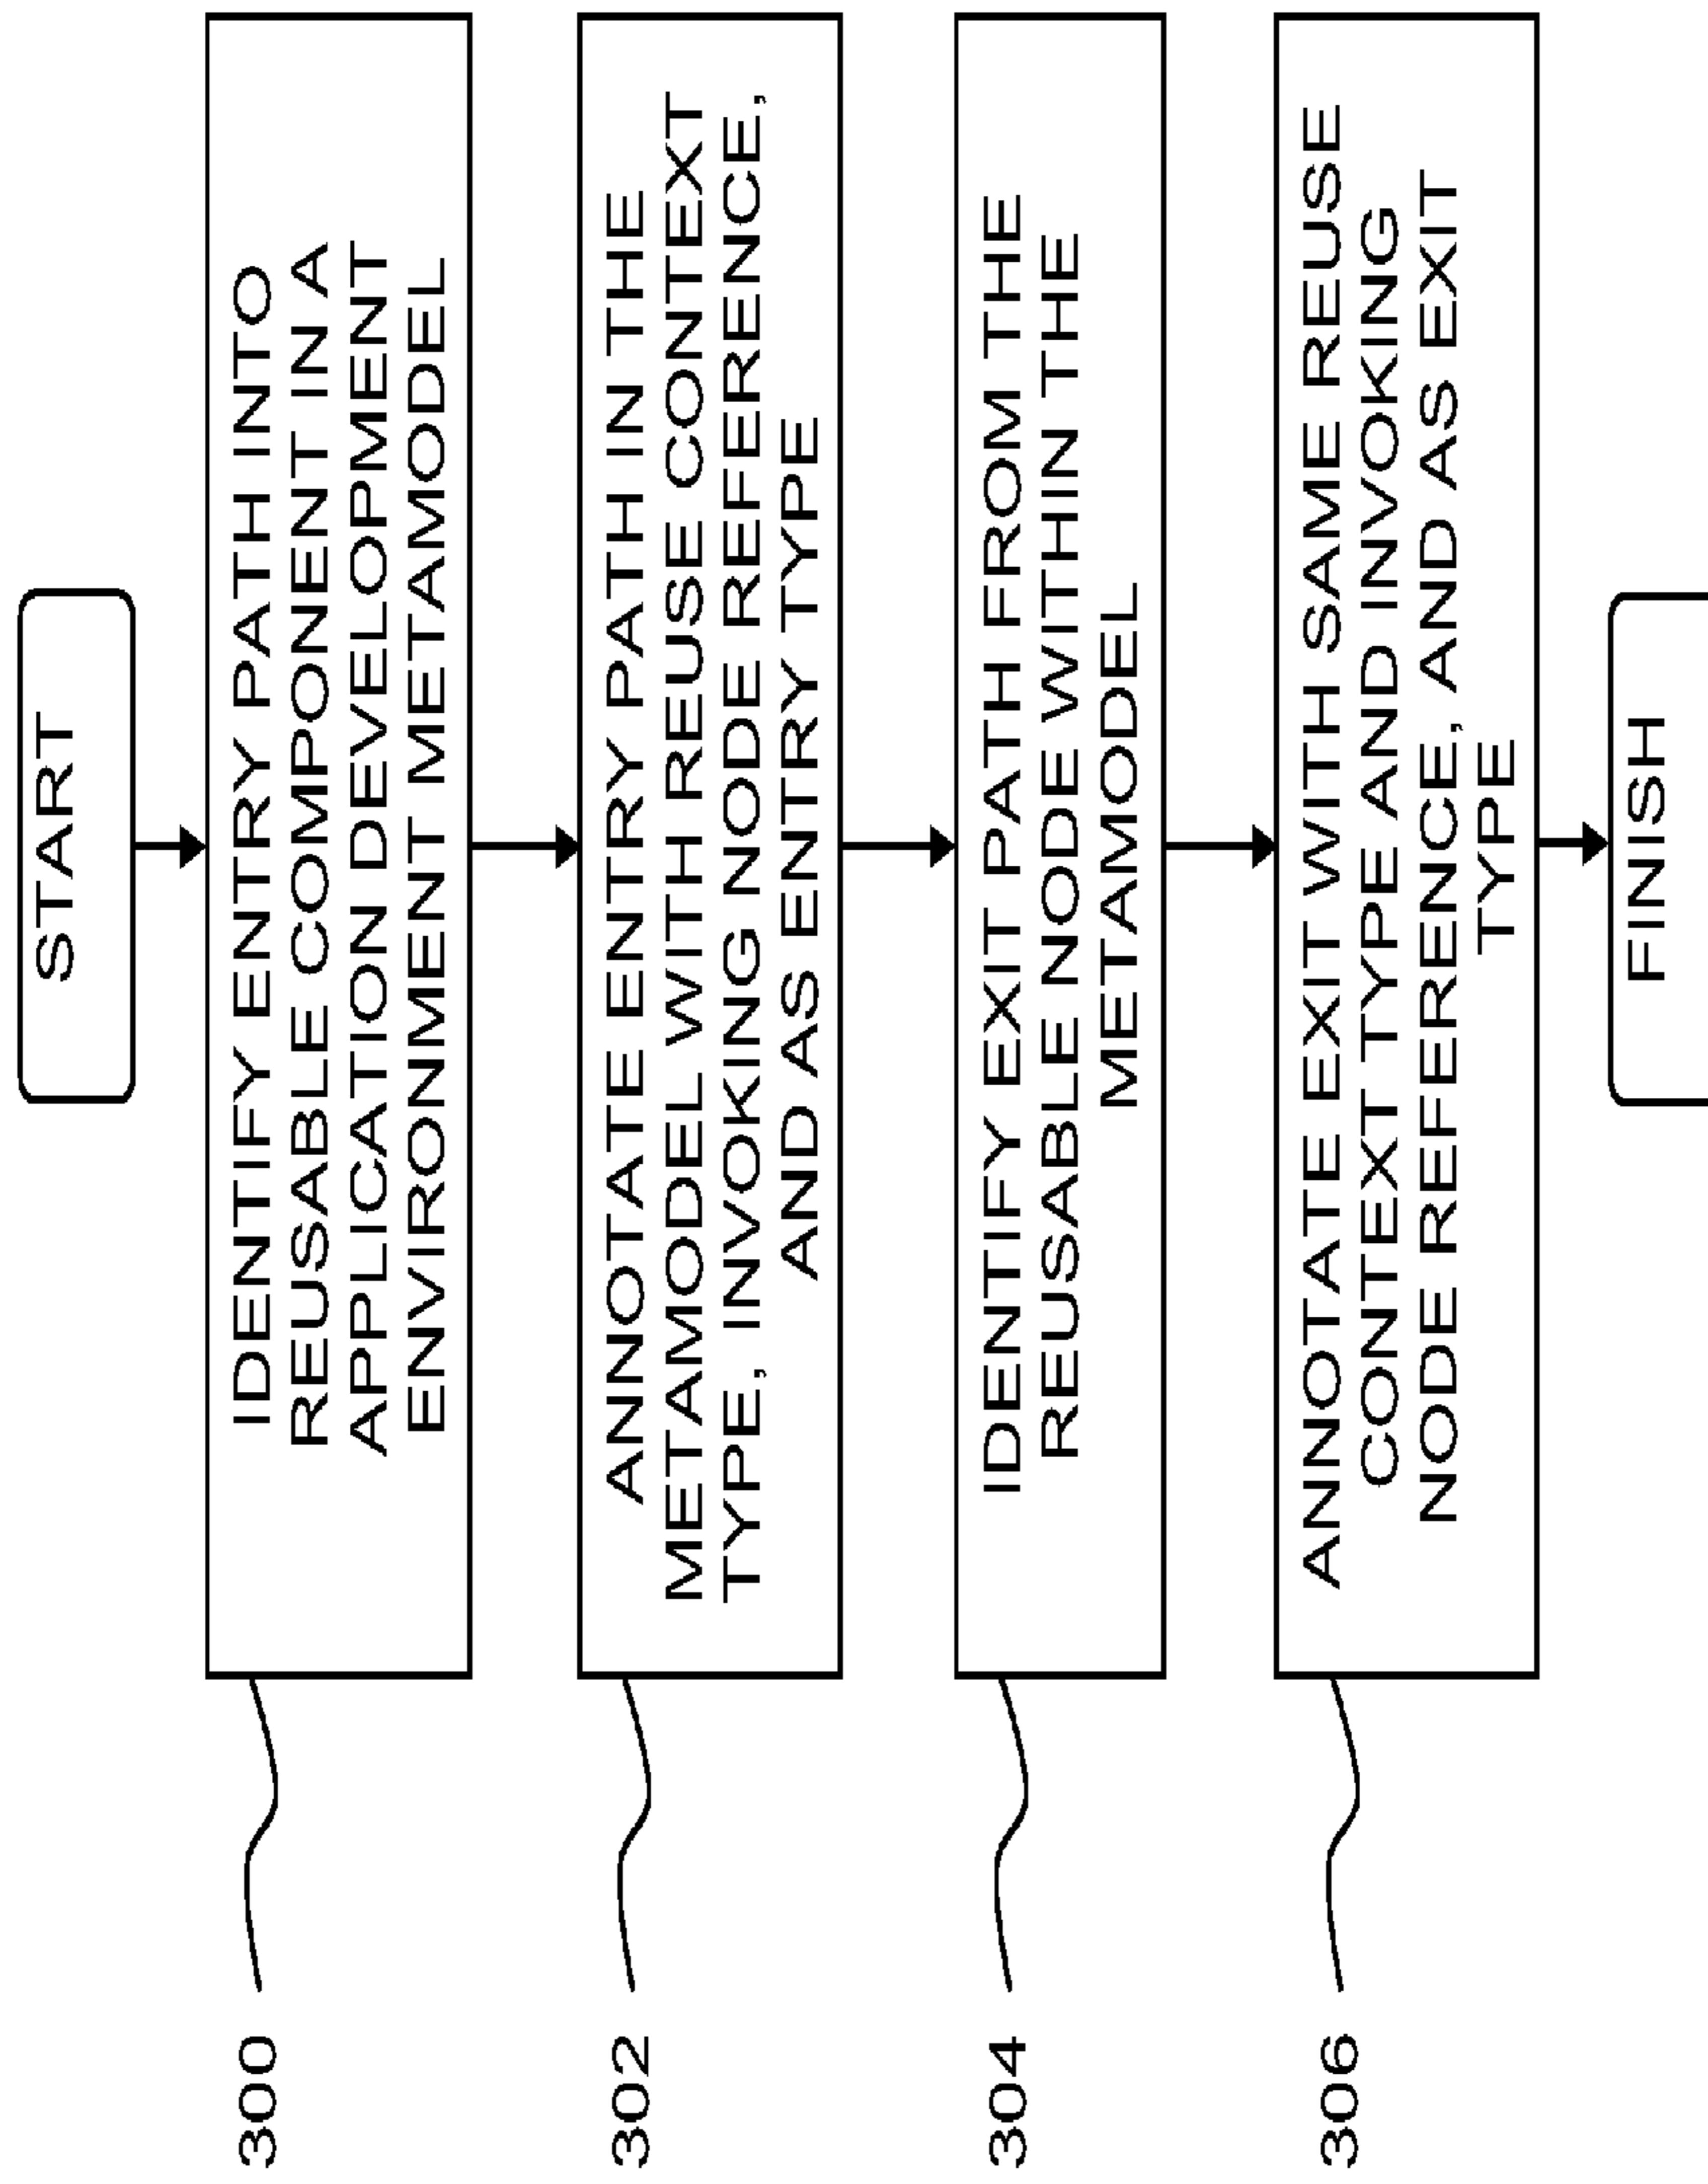 START
IDENTIFY ENTRY PATH INTO
REUSABLE COMPONENT IN A
APPLICATION DEVELOPMENT
ENVIRONMENT METAMODEL
300
ANNOTATE ENTRY PATH IN THE
METAMODEL WITH REUSE CONTEXT
TYPE, INVOKING NODE REFERENCE,
AND AS ENTRY TYPE
302
IDENTIFY EXIT PATH FROM THE
REUSABLE NODE WITHIN THE
METAMODEL
304
ANNOTATE EXIT WITH SAME REUSE
CONTEXT TYPE AND INVOKING
NODE REFERENCE, AND AS EXIT
TYPE
306
FINISH